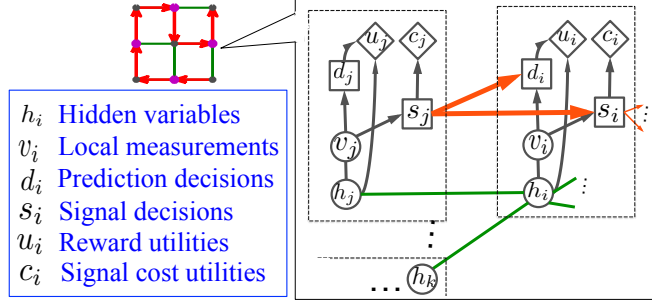 h_i Hidden variables
v_i Local measurements
d_i Prediction decisions
s_i Signal decisions
u_i Reward utilities
c_i Signal cost utilities
u_j c_j
d_j
s_j
v_j
h_j
u_i c_i
d_i
s_i
v_i
h_i
... h_k